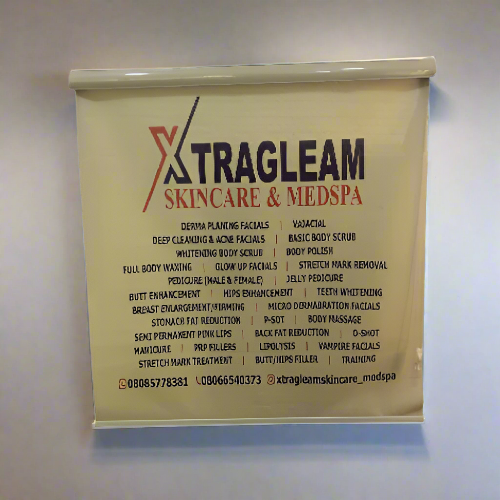 XTRAGLEAM
SKINCARE & MEDSPA
DERMA PLANING FACIALS | VAJACIAL
DEEP CLEANING & ACNE FACIALS | BASIC BODY SCRUB
WHITENING BODY SCRUB | BODY POLISH
FULL BODY WAXING | GLOW UP FACIALS | STRETCH MARK REMOVAL
PEDICURE (MALE & FEMALE) | JELLY PEDICURE
BUTT ENHANCEMENT | HIPS ENHANCEMENT | TEETH WHITENING
BREAST ENLARGEMENT/FIRMING | MICRO DERMABRATION FACIALS
STOMACH FAT REDUCTION | P-SOT | BODY MASSAGE
SEMI PERMANENT PINK LIPS | BACK FAT REDUCTION | O-SHOT
MANICURE | PRP FILLERS | LIPOLYSIS | VAMPIRE FACIALS
STRETCH MARK TREATMENT | BUTT/HIPS FILLER | TRAINING
08085778381 08066540373 xtragleamskincare_medspa